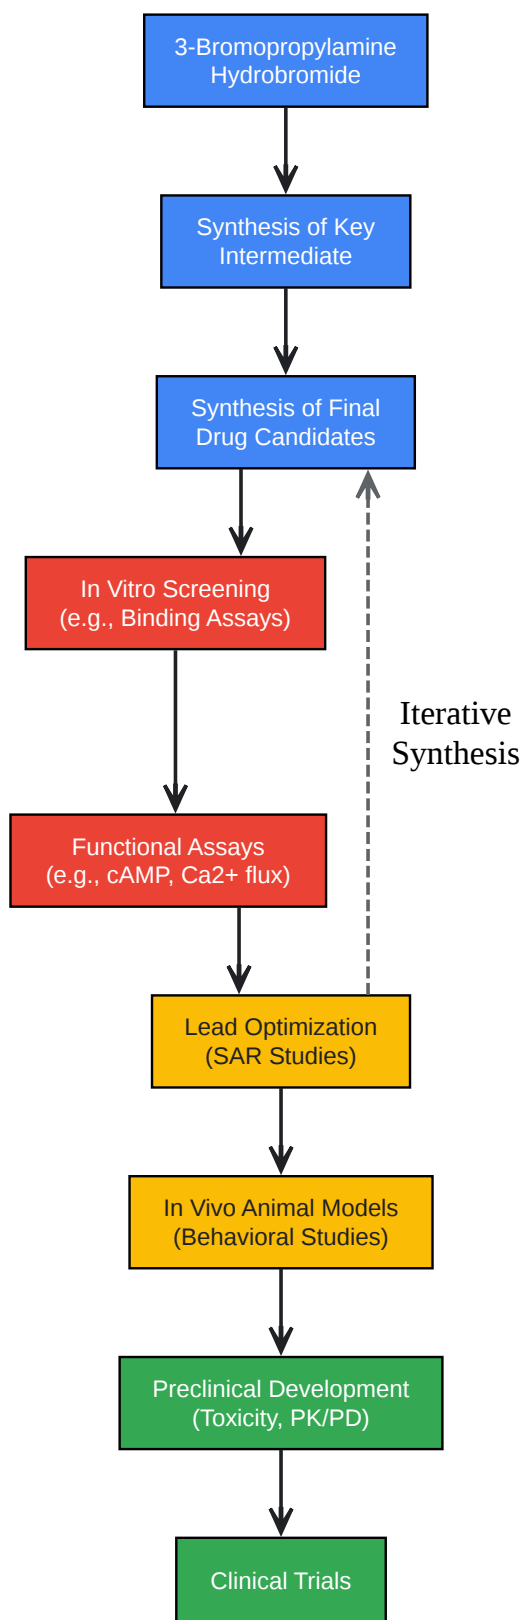 3-Bromopropylamine
Hydrobromide
Synthesis of Key
Intermediate
Synthesis of Final
Drug Candidates
In Vitro Screening
(e.g., Binding Assays)
Iterative
Synthesis
Functional Assays
(e.g., cAMP, Ca2+ flux)
Lead Optimization
(SAR Studies)
In Vivo Animal Models
(Behavioral Studies)
Preclinical Development
(Toxicity, PK/PD)
Clinical Trials